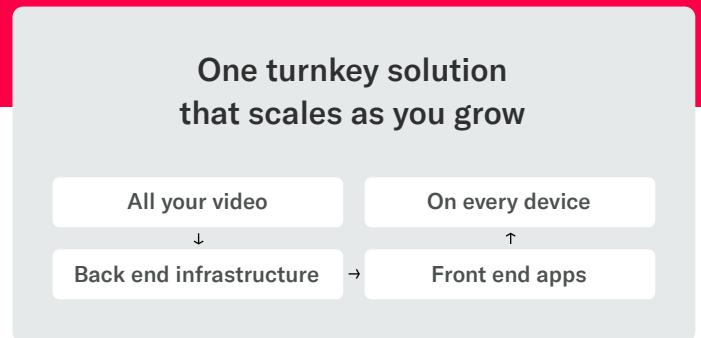 One turnkey solution
that scales as you grow
All your video
On every device
↓
↑
Back end infrastructure
→
Front end apps